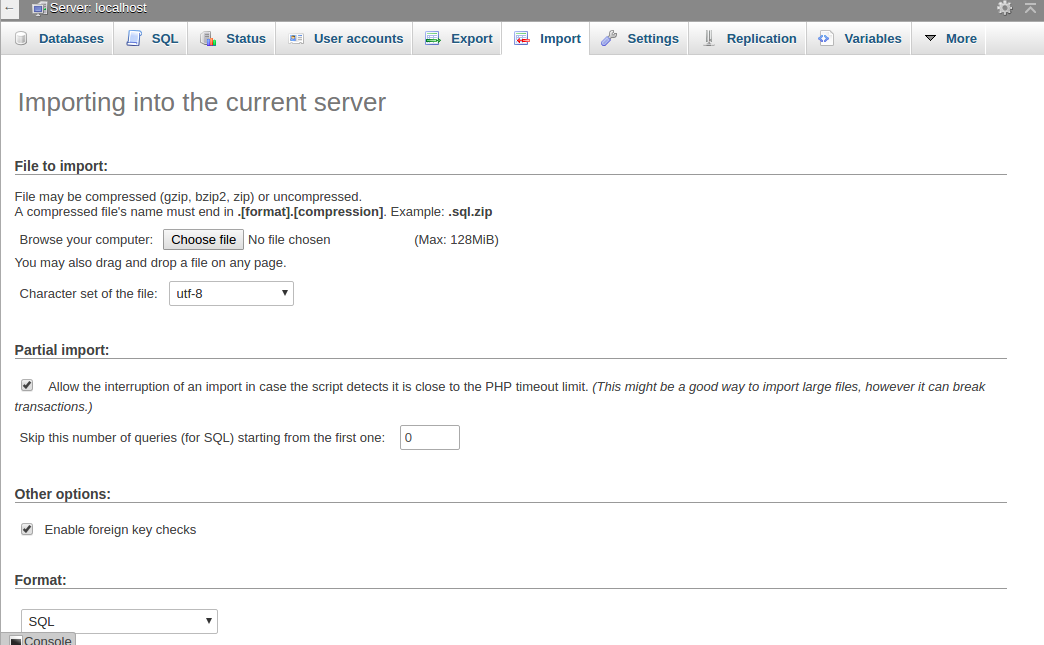 ← Server: localhost
Databases SQL Status User accounts Export Import Settings Replication Variables More
Importing into the current server
File to import:
File may be compressed (gzip, bzip2, zip) or uncompressed.
A compressed file's name must end in .[format].[compression]. Example: .sql.zip
Browse your computer: Choose file No file chosen (Max: 128MiB)
You may also drag and drop a file on any page.
Character set of the file: utf-8
Partial import:
Allow the interruption of an import in case the script detects it is close to the PHP timeout limit. (This might be a good way to import large files, however it can break
transactions.)
Skip this number of queries (for SQL) starting from the first one: 0
Other options:
Enable foreign key checks
Format:
SQL
Console